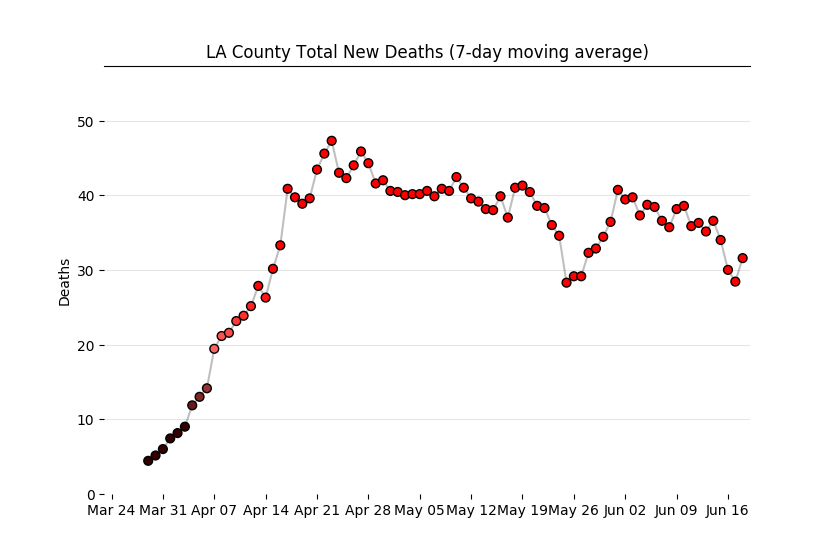 LA County Total New Deaths (7-day moving average)
Deaths
50
40
30
20
10
0
Mar 24 Mar 31 Apr 07 Apr 14 Apr 21 Apr 28 May 05 May 12 May 19 May 26 Jun 02 Jun 09 Jun 16